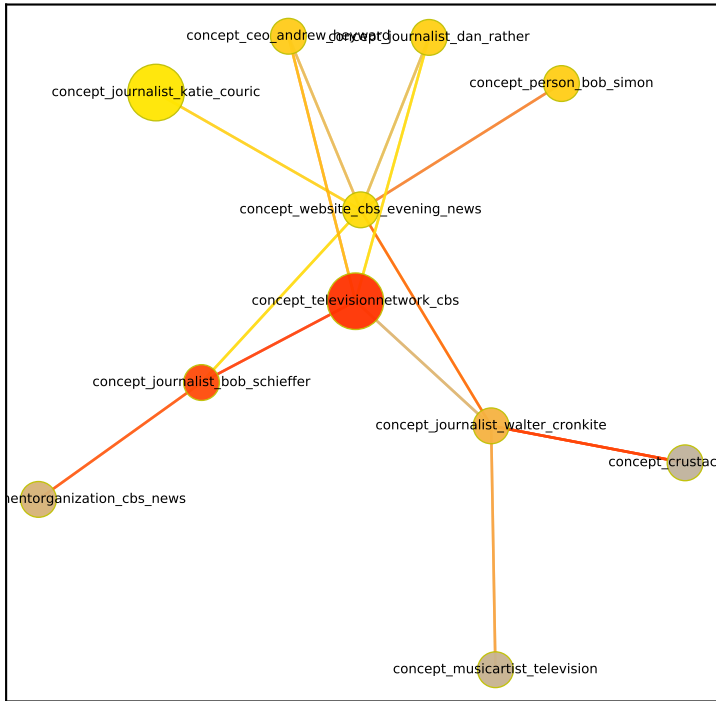 concept_ceo_andrew_heyward
concept_journalist_dan_rather
concept_person_bob_simon
concept_journalist_katie_couric
concept_website_cbs_evening_news
concept_televisionnetwork_cbs
concept_journalist_bob_schieffer
concept_journalist_walter_cronkite
concept_crustac
mentorganization_cbs_news
concept_musicartist_television